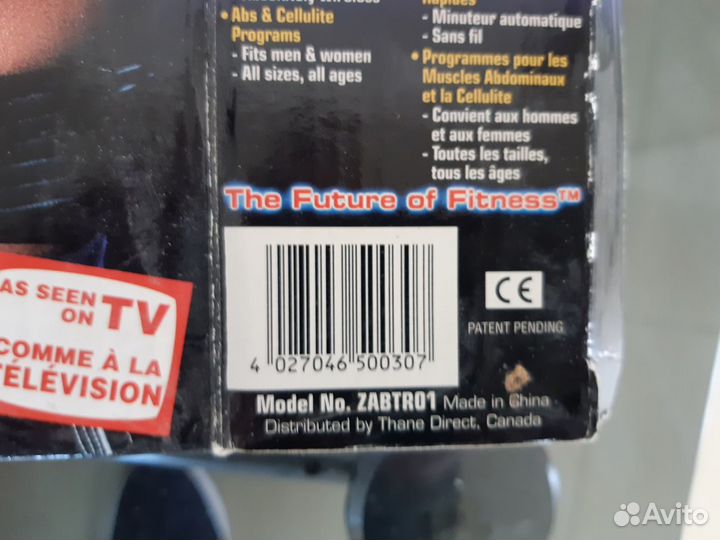 • Abs & Cellulite
Programs
- Fits men & women
- All sizes, all ages
- Minuteur automatique
- Sans fil
• Programmes pour les
Muscles Abdominaux
et la Cellulite
- Convient aux hommes
et aux femmes
- Toutes les tailles,
tous les âges
The Future of Fitness™
AS SEEN
ON TV
COMME À LA
TÉLÉVISION
CE
PATENT PENDING
4 027046 500307
Model No. ZABTR01 Made in China
Distributed by Thane Direct, Canada
Avito